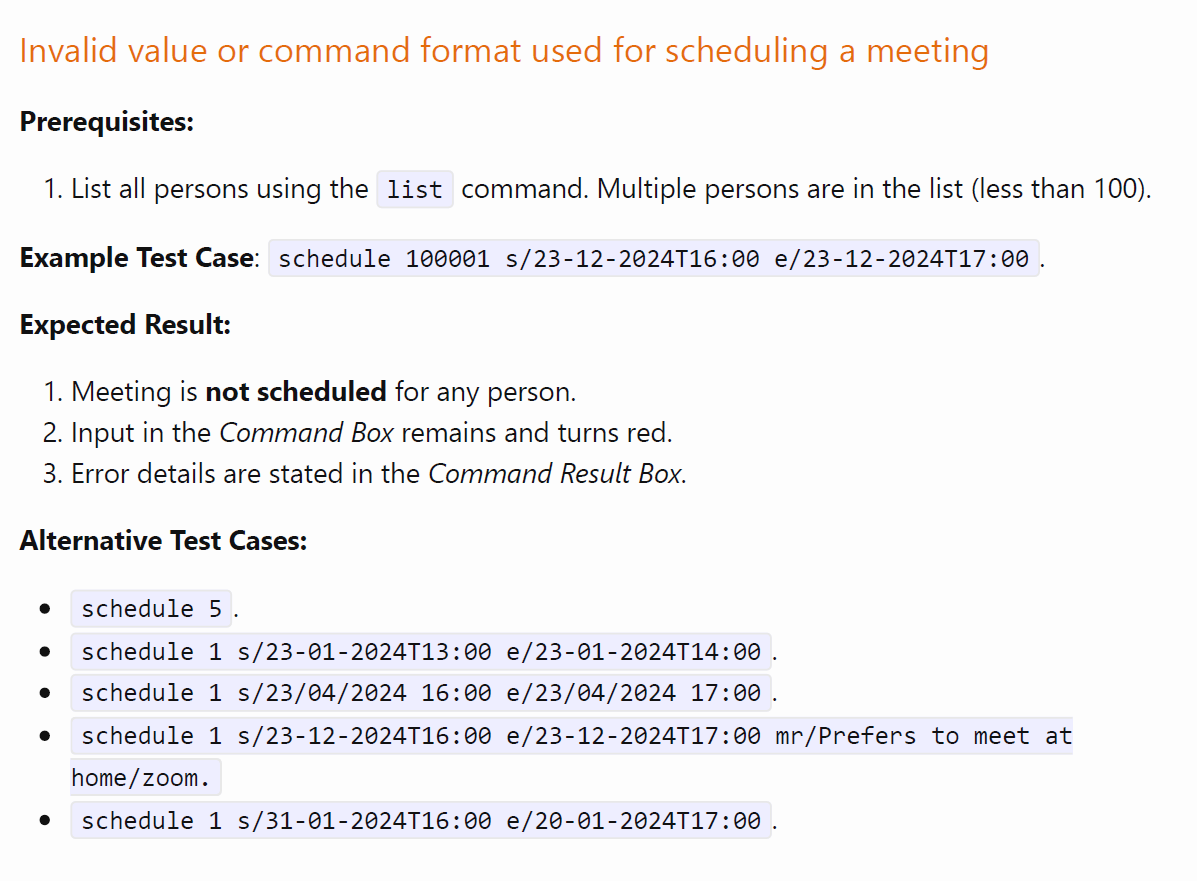 Invalid value or command format used for scheduling a meeting
Prerequisites:
1. List all persons using the list command. Multiple persons are in the list (less than 100).
Example Test Case: schedule 100001 s/23-12-2024T16:00 e/23-12-2024T17:00.
Expected Result:
1. Meeting is not scheduled for any person.
2. Input in the Command Box remains and turns red.
3. Error details are stated in the Command Result Box.
Alternative Test Cases:
• schedule 5.
• schedule 1 s/23-01-2024T13:00 e/23-01-2024T14:00.
• schedule 1 s/23/04/2024 16:00 e/23/04/2024 17:00.
• schedule 1 s/23-12-2024T16:00 e/23-12-2024T17:00 mr/Prefers to meet at
home/zoom.
• schedule 1 s/31-01-2024T16:00 e/20-01-2024T17:00.